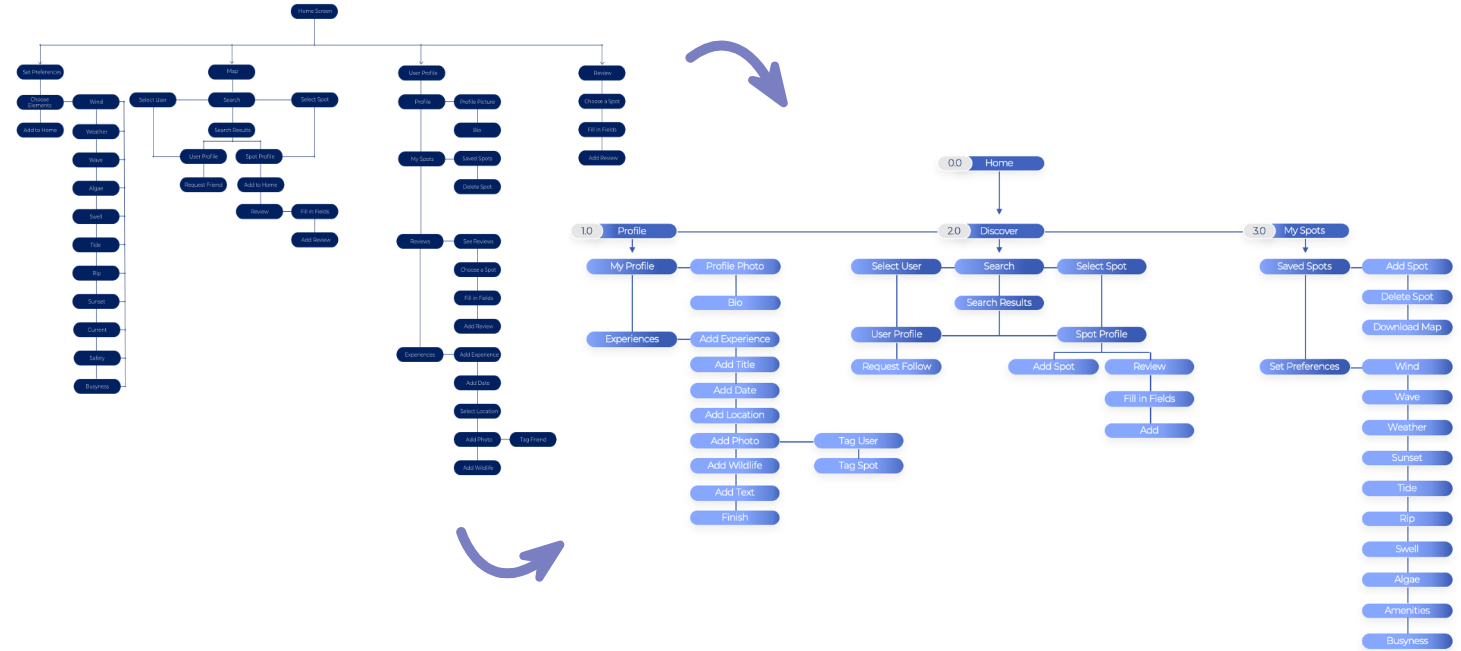 Home Screen
Set Preferences
Choose
Elements
Add to Home
Wind
Weather
Wave
Algae
Swell
Tide
Rip
Sunset
Current
Safety
Busyness
Map
Select User
Search
Select Spot
Search Results
User Profile
Spot Profile
Request Friend
Add to Home
Review
Fill in Fields
Add Review
User Profile
Profile
Profile Picture
Bio
My Spots
Saved Spots
Delete Spot
Reviews
See Reviews
Choose a Spot
Fill in Fields
Add Review
Experiences
Add Experience
Add Date
Select Location
Add Photo
Tag Friend
Add Wildlife
Review
Choose a Spot
Fill in Fields
Add Review
0.0 Home
1.0 Profile
My Profile
Profile Photo
Bio
Experiences
Add Experience
Add Title
Add Date
Add Location
Add Photo
Tag User
Tag Spot
Add Wildlife
Add Text
Finish
2.0 Discover
Select User
Search
Select Spot
Search Results
User Profile
Spot Profile
Request Follow
Add Spot
Review
Fill in Fields
Add
3.0 My Spots
Saved Spots
Add Spot
Delete Spot
Download Map
Set Preferences
Wind
Wave
Weather
Sunset
Tide
Rip
Swell
Algae
Amenities
Busyness